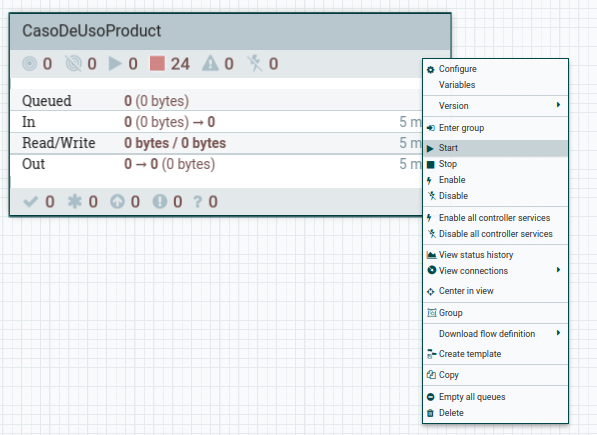 CasoDeUsoProduct
0 0 0 24 0 0
Queued 0 (0 bytes)
In 0 (0 bytes) → 0 5 m
Read/Write 0 bytes / 0 bytes 5 m
Out 0 → 0 (0 bytes) 5 m
0 0 0 0 ? 0
Configure
Variables
Version
Enter group
Start
Stop
Enable
Disable
Enable all controller services
Disable all controller services
View status history
View connections
Center in view
Group
Download flow definition
Create template
Copy
Empty all queues
Delete